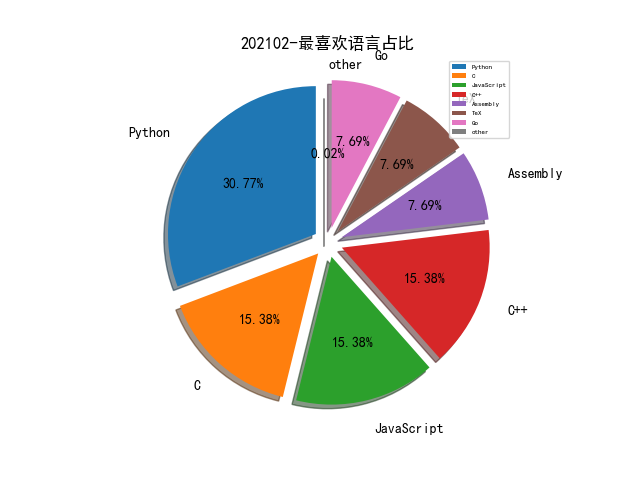 202102-最喜欢语言占比
Go
other
Python
C
JavaScript
C++
Assembly
TeX
Go
other
Python
0.02%
7.69%
7.69%
30.77%
7.69%
Assembly
15.38%
15.38%
C++
15.38%
C
JavaScript